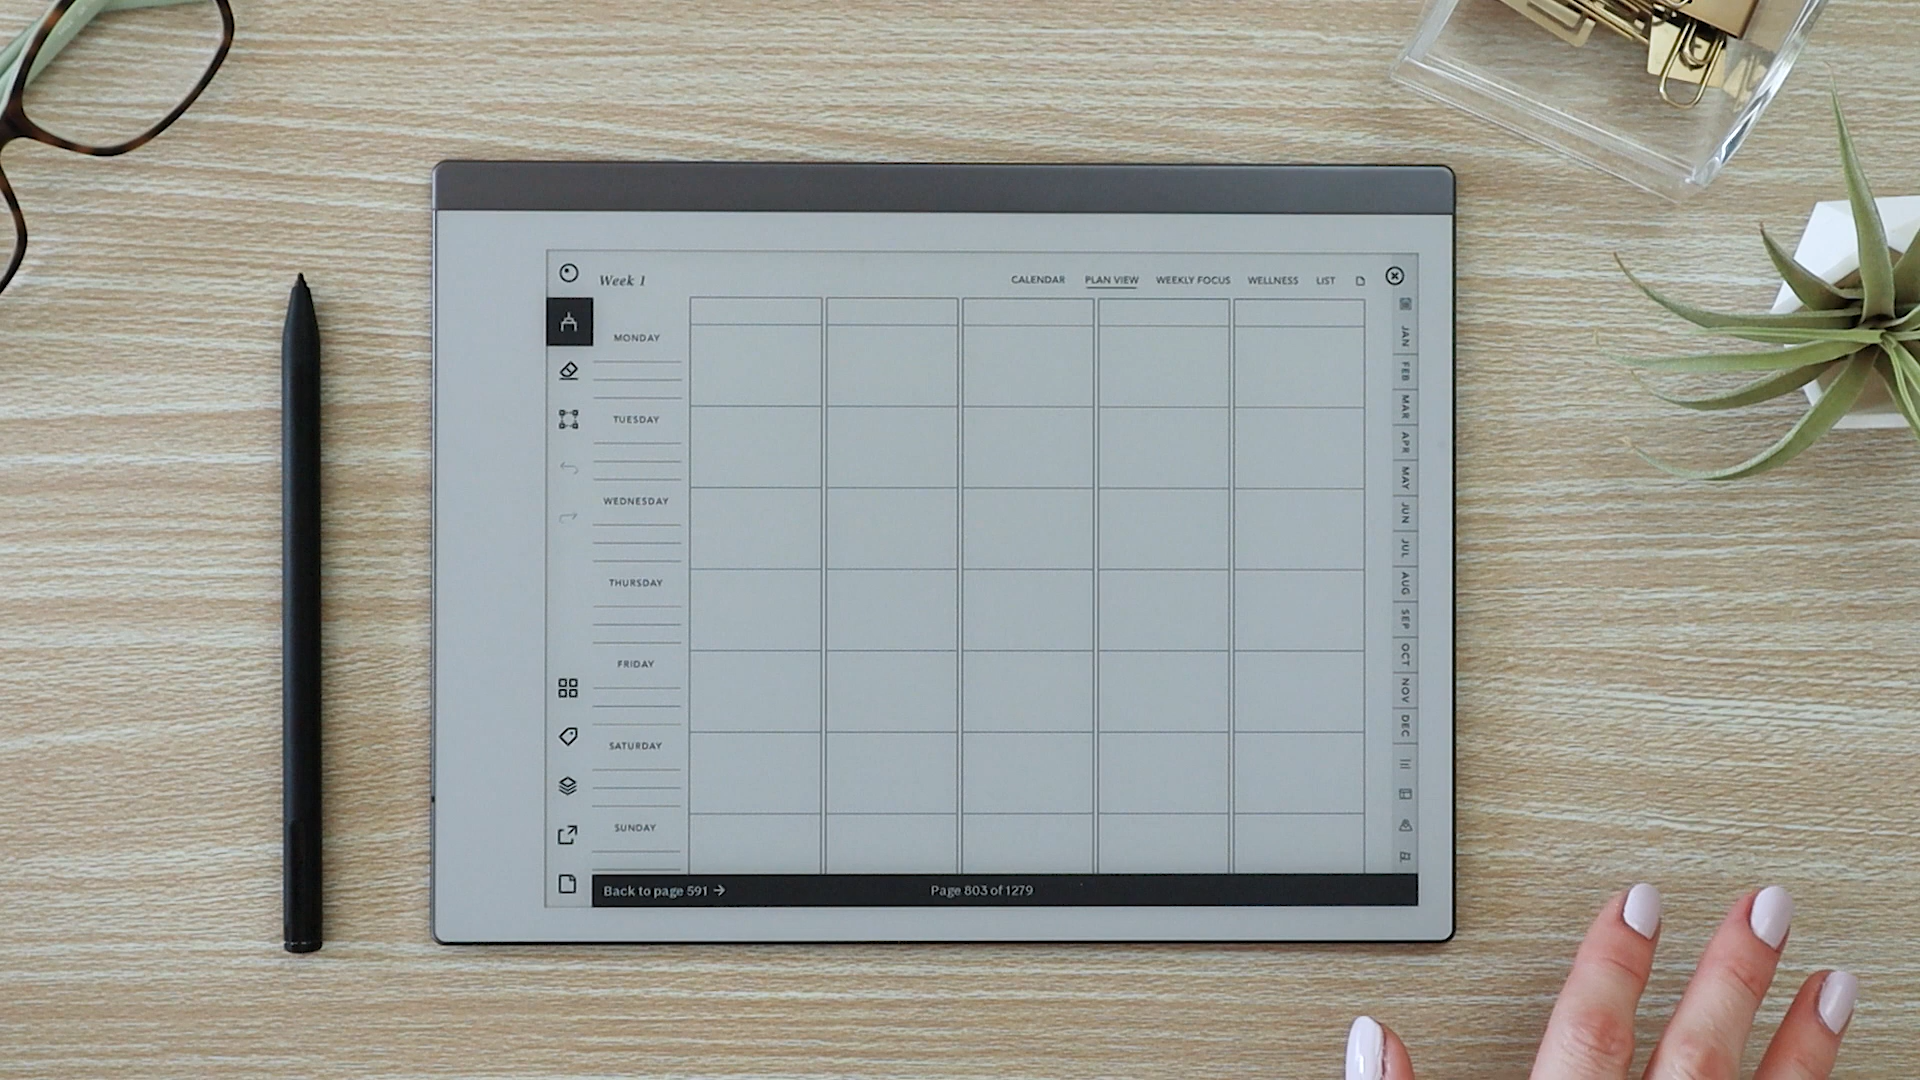 Week 1
CALENDAR PLAN VIEW WEEKLY FOCUS WELLNESS LIST
MONDAY
TUESDAY
WEDNESDAY
THURSDAY
FRIDAY
SATURDAY
SUNDAY
JAN
FEB
MAR
APR
MAY
JUN
JUL
AUG
SEP
OCT
NOV
DEC
Back to page 591 → Page 803 of 1279